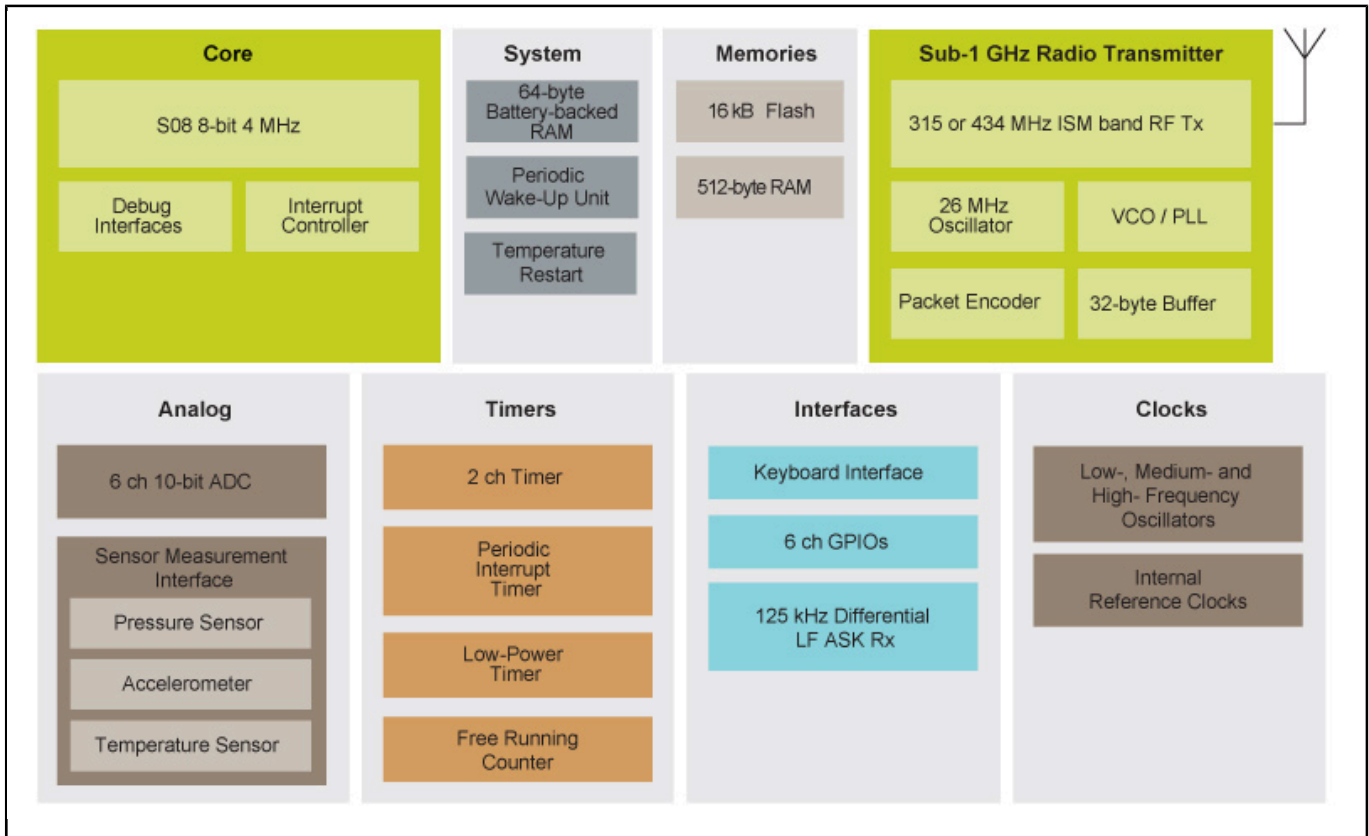 Core
S08 8-bit 4 MHz
Debug
Interfaces
Interrupt
Controller
System
64-byte
Battery-backed
RAM
Periodic
Wake-Up Unit
Temperature
Restart
Memories
16 kB Flash
512-byte RAM
Sub-1 GHz Radio Transmitter
315 or 434 MHz ISM band RF Tx
26 MHz
Oscillator
VCO / PLL
Packet Encoder
32-byte Buffer
Analog
6 ch 10-bit ADC
Sensor Measurement
Interface
Pressure Sensor
Accelerometer
Temperature Sensor
Timers
2 ch Timer
Periodic
Interrupt
Timer
Low-Power
Timer
Free Running
Counter
Interfaces
Keyboard Interface
6 ch GPIOs
125 kHz Differential
LF ASK Rx
Clocks
Low-, Medium- and
High- Frequency
Oscillators
Internal
Reference Clocks